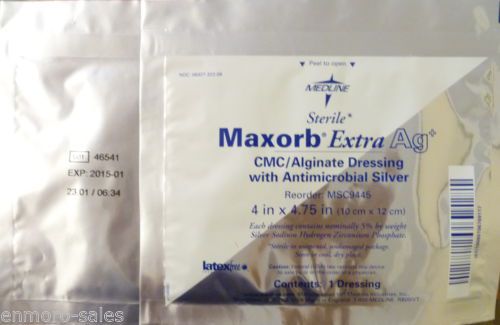 LOT 46541
EXP: 2015-01
23 01 / 06:34
Peel to open
MEDLINE
Sterile*
Maxorb® Extra Ag+
CMC/Alginate Dressing
with Antimicrobial Silver
Reorder: MSC9445
4 in x 4.75 in (10 cm x 12 cm)
Each dressing contains nominally 5% by weight
Silver Sodium Hydrogen Zirconium Phosphate.
*Sterile in unopened, undamaged package.
Store in cool, dry place.
latexfree
Contents: 1 Dressing
enmoro-sales